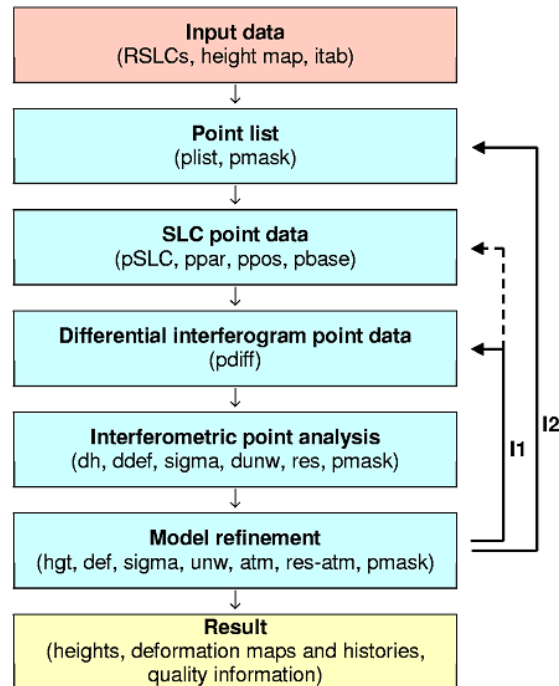 Input data
(RSLCs, height map, itab)
Point list
(plist, pmask)
SLC point data
(pSLC, ppar, ppos, pbase)
Differential interferogram point data
(pdiff)
Interferometric point analysis
(dh, ddef, sigma, dunw, res, pmask)
Model refinement
(hgt, def, sigma, unw, atm, res-atm, pmask)
Result
(heights, deformation maps and histories,
quality information)
I1
I2